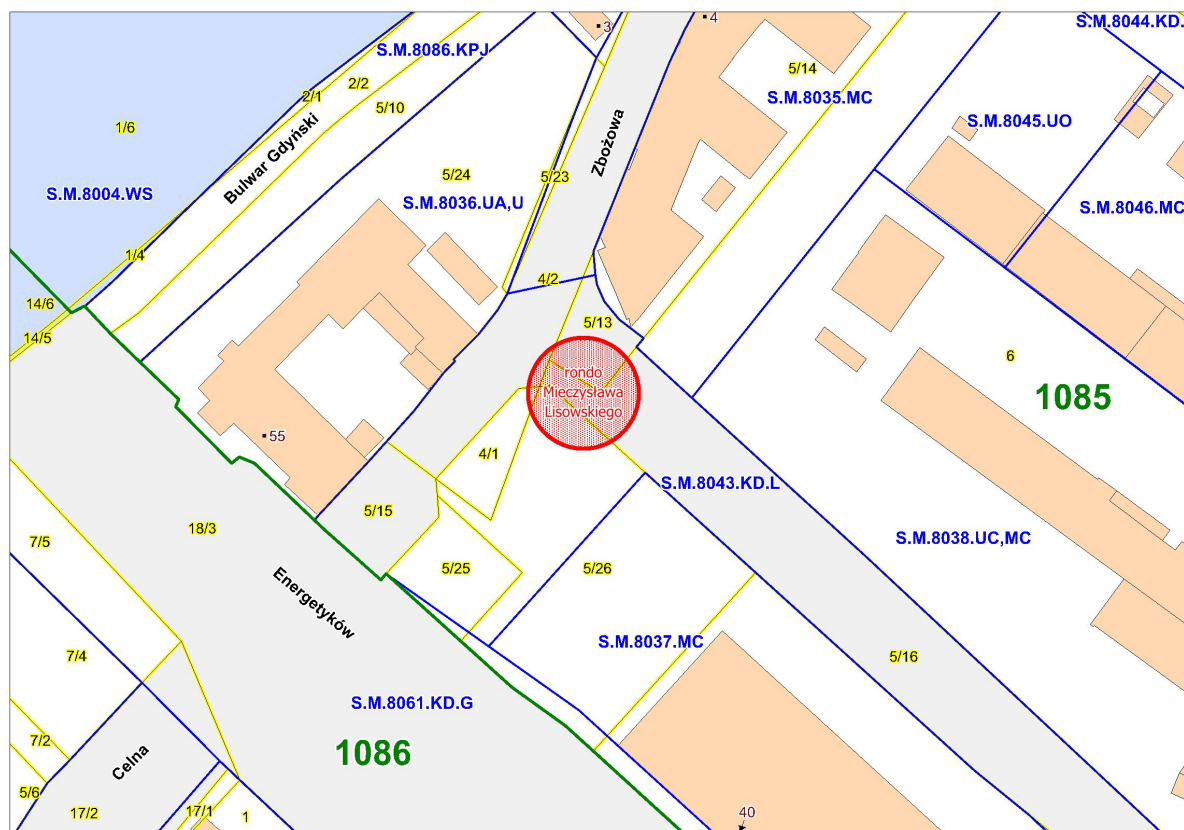 3
4
S.M.8044.KD.
S.M.8086.KPJ
5/14
2/2
2/1
S.M.8035.MC
5/10
S.M.8045.UO
1/6
Bulwar Gdyński
Zbożowa
5/24
5/23
S.M.8004.WS
S.M.8036.UA,U
S.M.8046.MC
1/4
4/2
14/6
5/13
14/5
6
rondo
Mieczysława
Lisowskiego
1085
55
4/1
S.M.8043.KD.L
5/15
18/3
7/5
S.M.8038.UC,MC
5/25
5/26
Energetyków
S.M.8037.MC
7/4
5/16
S.M.8061.KD.G
7/2
1086
Celna
5/6
17/2
17/1
1
40